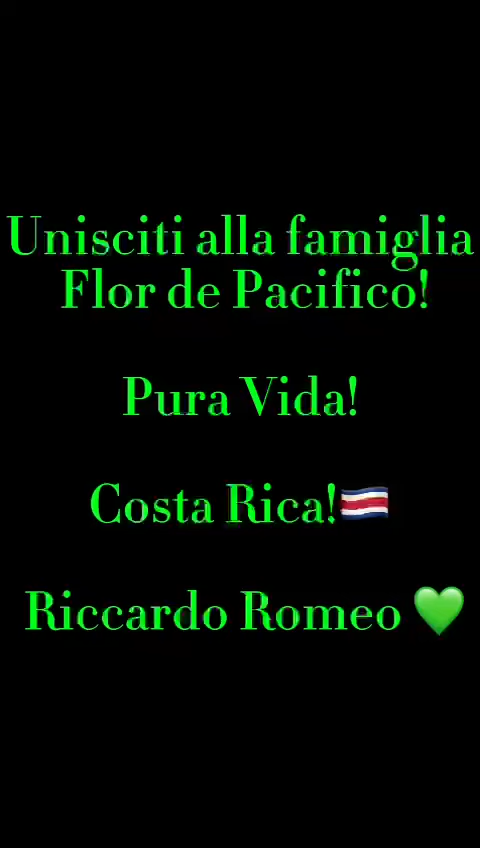 Unisciti alla famiglia
Flor de Pacifico!
Pura Vida!
Costa Rica!🇨🇷
Riccardo Romeo 💚